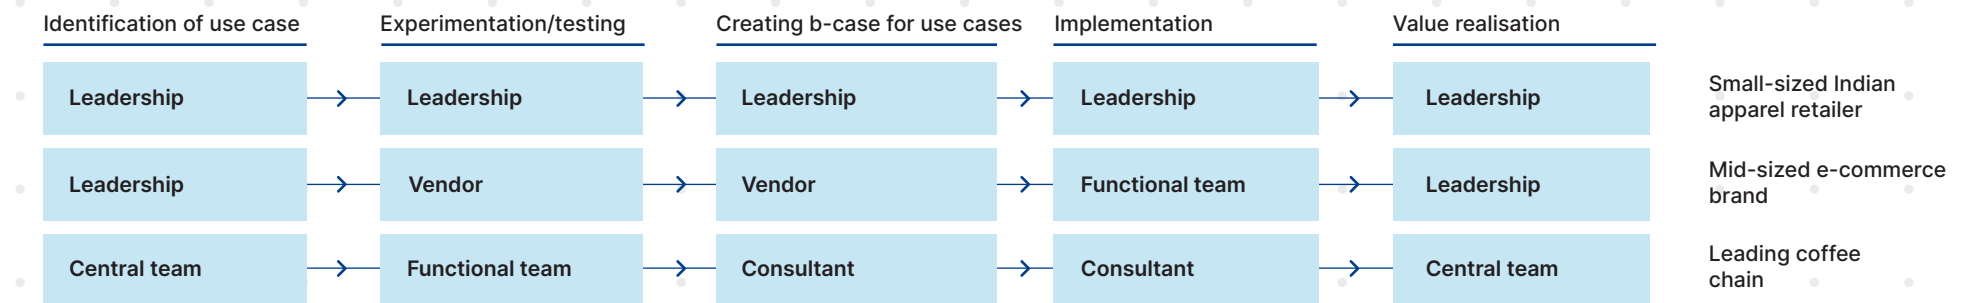 Identification of use case
Experimentation/testing
Creating b-case for use cases
Implementation
Value realisation
Leadership
Leadership
Leadership
Leadership
Leadership
Small-sized Indian
apparel retailer
Leadership
Vendor
Vendor
Functional team
Leadership
Mid-sized e-commerce
brand
Central team
Functional team
Consultant
Consultant
Central team
Leading coffee
chain